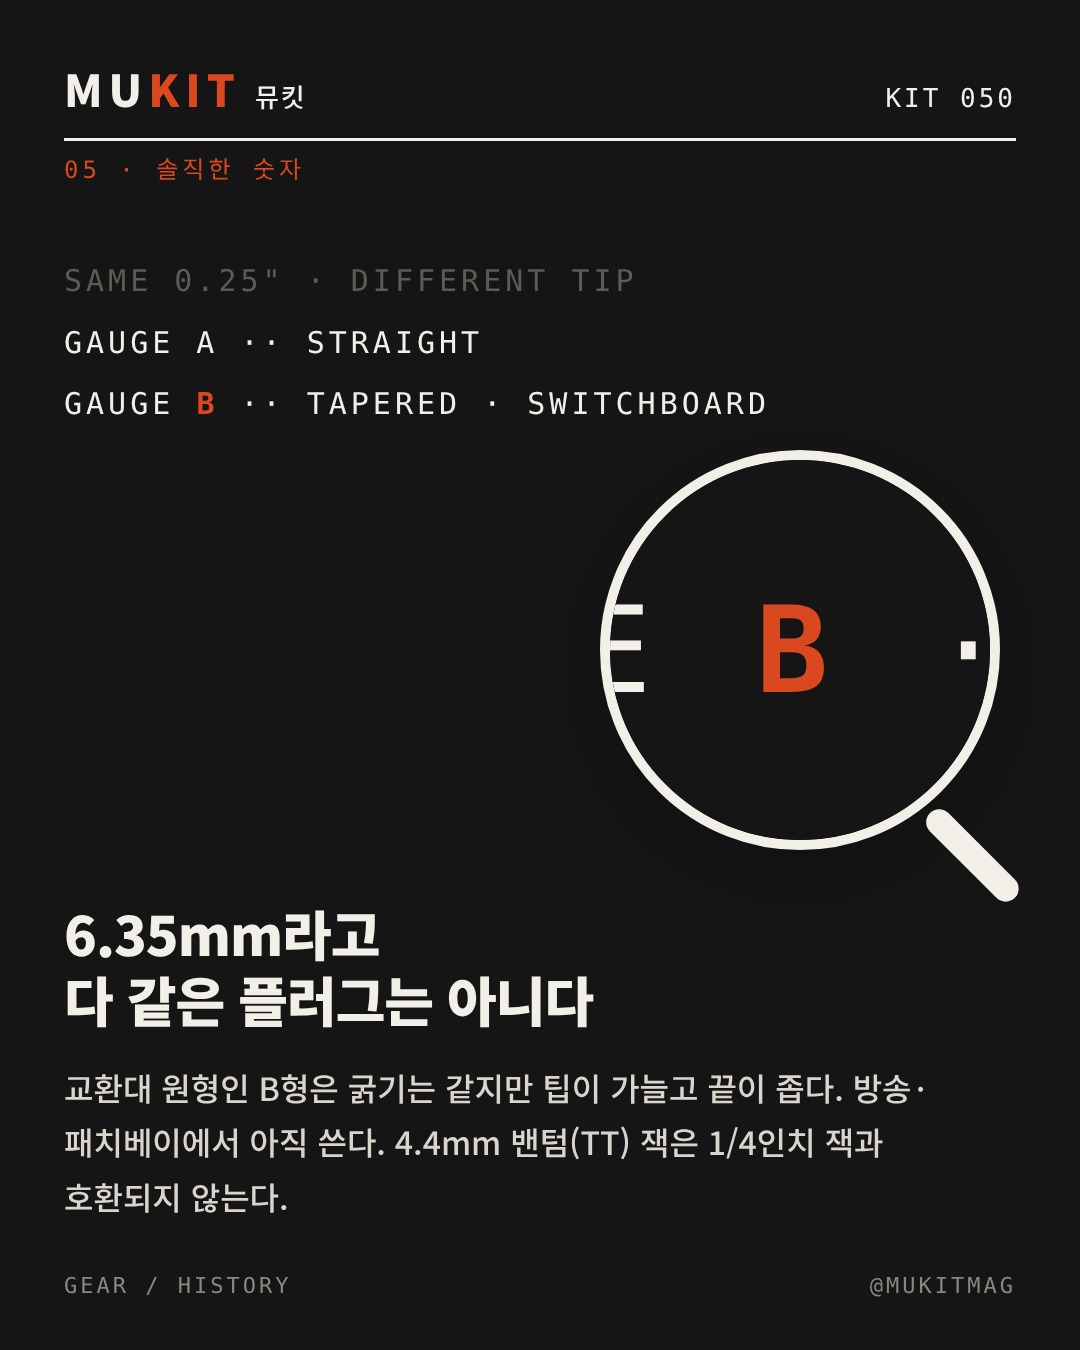 MUKIT 뮤킷
KIT 050
05 · 솔직한 숫자
SAME 0.25" · DIFFERENT TIP
GAUGE A ·· STRAIGHT
GAUGE B ·· TAPERED · SWITCHBOARD
E B ·
6.35mm라고
다 같은 플러그는 아니다
교환대 원형인 B형은 굵기는 같지만 팁이 가늘고 끝이 좁다. 방송·
패치베이에서 아직 쓴다. 4.4mm 밴텀(TT) 잭은 1/4인치 잭과
호환되지 않는다.
GEAR / HISTORY
@MUKITMAG